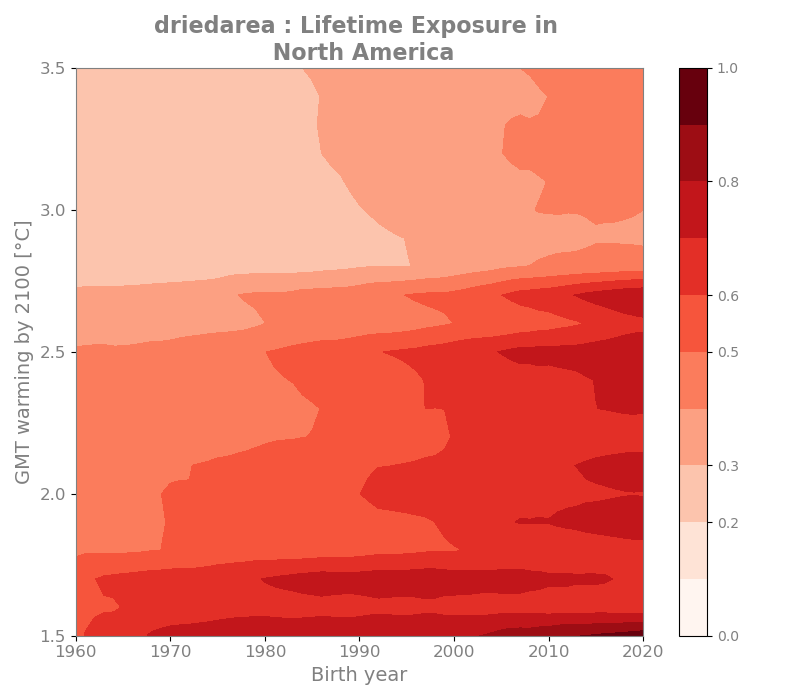 driedarea : Lifetime Exposure in
North America
3.5
3.0
2.5
2.0
1.5
GMT warming by 2100 [°C]
1960 1970 1980 1990 2000 2010 2020
Birth year
1.0
0.8
0.6
0.5
0.3
0.2
0.0